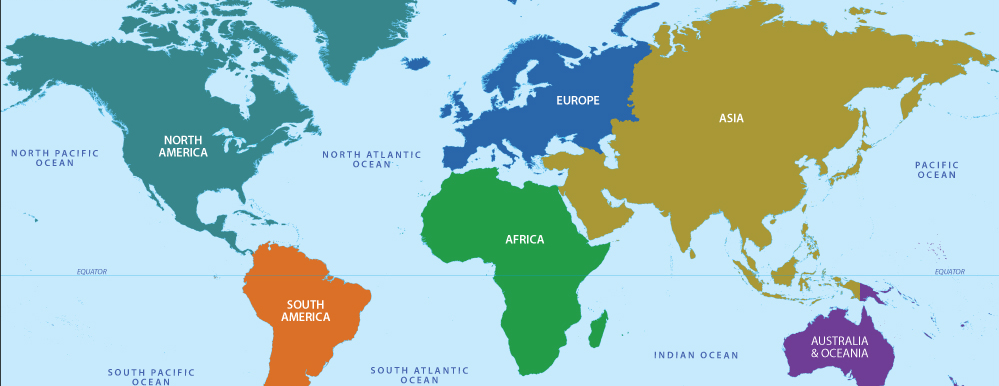 EUROPE
ASIA
NORTH
AMERICA
NORTH PACIFIC
OCEAN
NORTH ATLANTIC
OCEAN
PACIFIC
OCEAN
AFRICA
EQUATOR
EQUATOR
SOUTH
AMERICA
AUSTRALIA
& OCEANIA
INDIAN OCEAN
SOUTH PACIFIC
OCEAN
SOUTH ATLANTIC
OCEAN